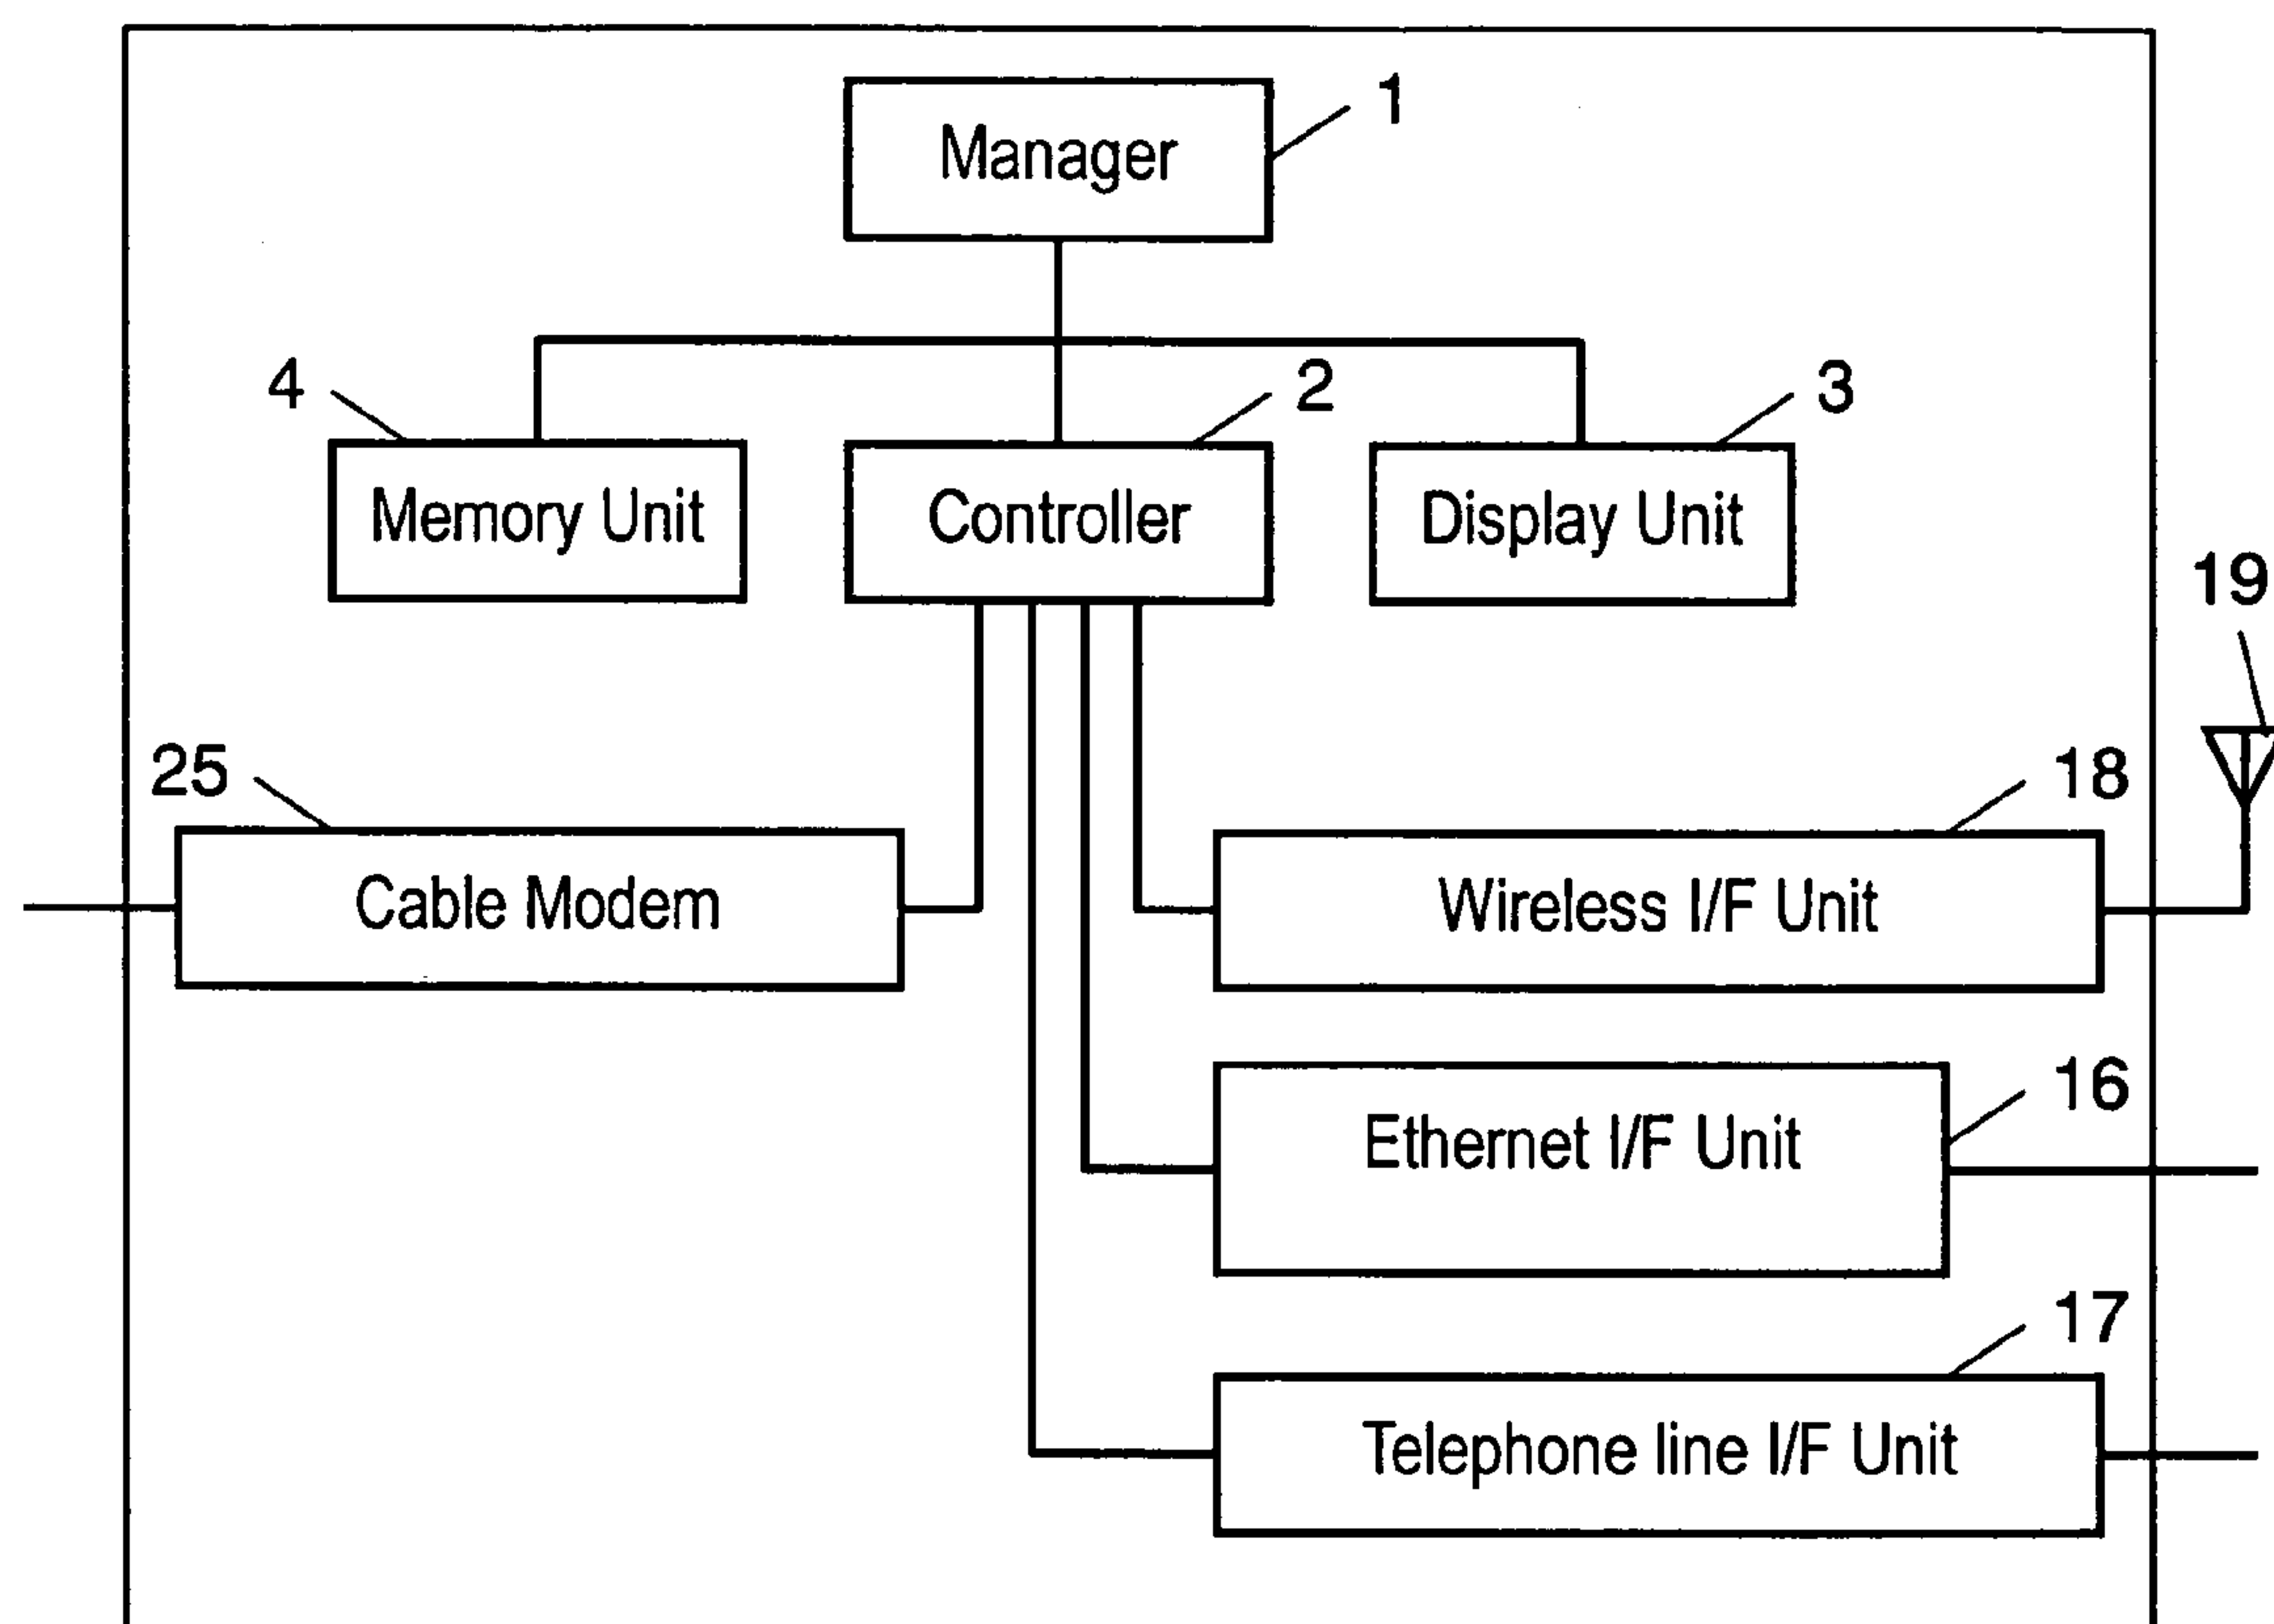 Manager
1
4
2
3
Memory Unit
Controller
Display Unit
19
25
18
Cable Modem
Wireless I/F Unit
16
Ethernet I/F Unit
17
Telephone line I/F Unit